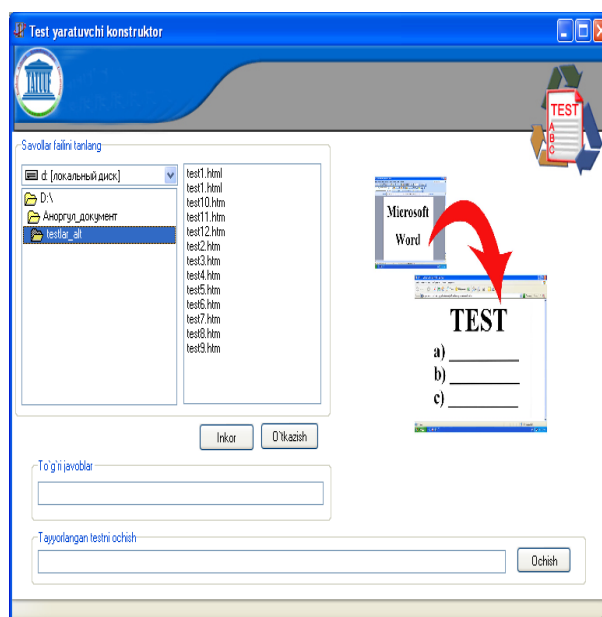 Test yaratuvchi konstruktor
TEST
A
B
C
Savollar failini tanlang
d: [локальный диск]
D:\
Аноргул_документ
testlar_alt
test1.html
test1.html
test10.htm
test11.htm
test12.htm
test2.htm
test3.htm
test4.htm
test5.htm
test6.htm
test7.htm
test8.htm
test9.htm
Microsoft
Word
TEST
a)
b)
c)
Inkor
O`tkazish
To`g`ri javoblar
Tayyorlangan testni ochish
Ochish